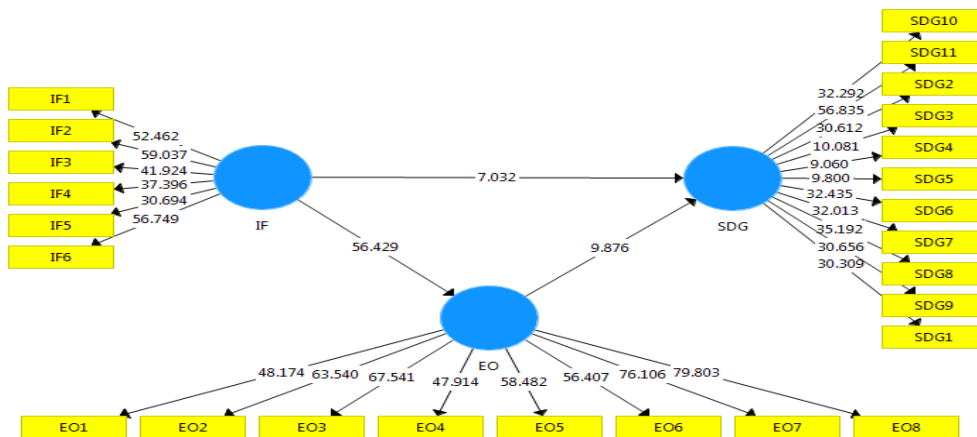 SDG10
SDG11
SDG2
SDG3
SDG4
SDG5
SDG6
SDG7
SDG8
SDG9
SDG1
32.292
56.835
30.612
10.081
9.060
9.800
32.435
32.013
35.192
30.656
30.309
IF1
IF2
IF3
IF4
IF5
IF6
52.462
59.037
41.924
37.396
30.694
56.749
IF
7.032
SDG
56.429
9.876
EO
48.174
63.540
67.541
47.914
58.482
56.407
76.106
79.803
EO1
EO2
EO3
EO4
EO5
EO6
EO7
EO8